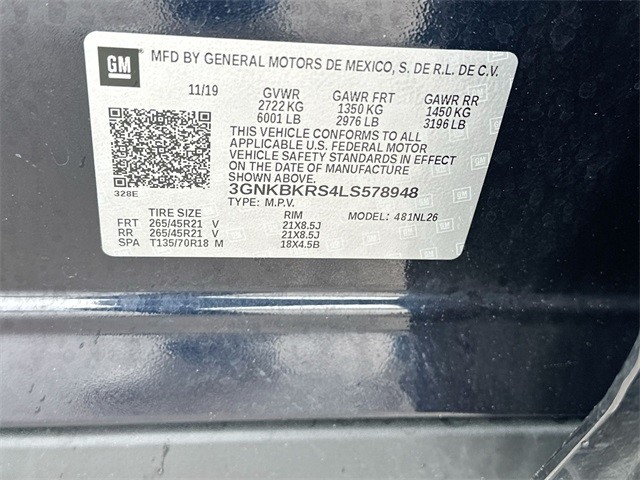 GM
MFD BY GENERAL MOTORS DE MEXICO, S. DE R.L. DE C.V.
11/19 GVWR GAWR FRT GAWR RR
2722 KG 1350 KG 1450 KG
6001 LB 2976 LB 3196 LB
THIS VEHICLE CONFORMS TO ALL
APPLICABLE U.S. FEDERAL MOTOR
VEHICLE SAFETY STANDARDS IN EFFECT
ON THE DATE OF MANUFACTURE
SHOWN ABOVE.
328E 3GNKBKRS4LS578948
TYPE: M.P.V. MODEL: 481NL26
TIRE SIZE RIM
FRT 265/45R21 V 21X8.5J
RR 265/45R21 V 21X8.5J
SPA T135/70R18 M 18X4.5B